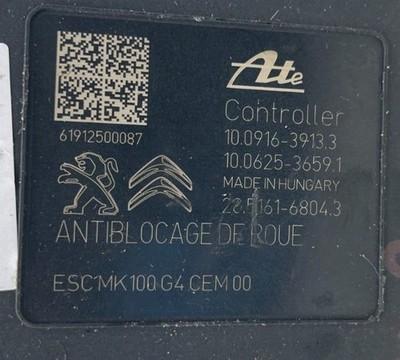 Ate
Controller
61912500087
10.0916-3913.3
10.0625-3659.1
MADE IN HUNGARY
28.5161-6804.3
ANTIBLOCAGE DE ROUE
ESC MK100 G4 CEM 00